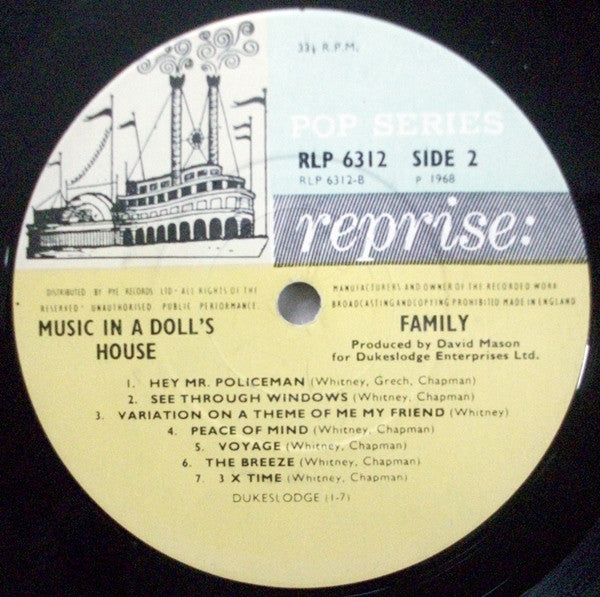 33⅓ R.P.M.
POP SERIES
RLP 6312 SIDE 2
RLP 6312-B P 1968
reprise:
DISTRIBUTED BY PYE RECORDS LTD · ALL RIGHTS OF THE MANUFACTURERS AND OWNER OF THE RECORDED WORK
RESERVED · UNAUTHORISED PUBLIC PERFORMANCE. BROADCASTING AND COPYING PROHIBITED MADE IN ENGLAND
MUSIC IN A DOLL'S
HOUSE
FAMILY
Produced by David Mason
for Dukeslodge Enterprises Ltd.
1. HEY MR. POLICEMAN (Whitney, Grech, Chapman)
2. SEE THROUGH WINDOWS (Whitney, Chapman)
3. VARIATION ON A THEME OF ME MY FRIEND (Whitney)
4. PEACE OF MIND (Whitney, Chapman)
5. VOYAGE (Whitney, Chapman)
6. THE BREEZE (Whitney, Chapman)
7. 3 X TIME (Whitney, Chapman)
DUKESLODGE (1-7)